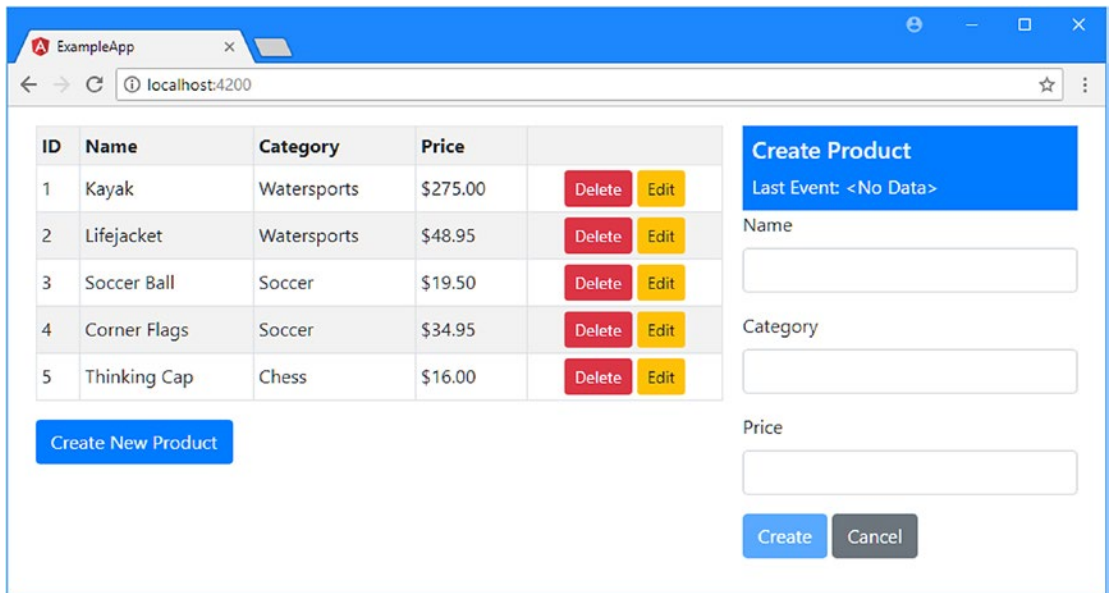 ExampleApp
localhost:4200
ID Name Category Price
1 Kayak Watersports $275.00 Delete Edit
2 Lifejacket Watersports $48.95 Delete Edit
3 Soccer Ball Soccer $19.50 Delete Edit
4 Corner Flags Soccer $34.95 Delete Edit
5 Thinking Cap Chess $16.00 Delete Edit
Create New Product
Create Product
Last Event: <No Data>
Name
Category
Price
Create Cancel